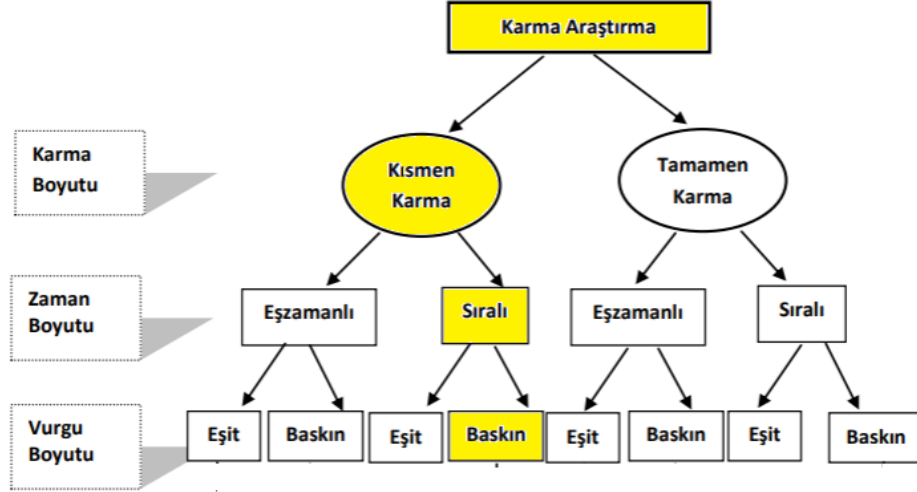 Karma Araştırma
Karma
Boyutu
Kısmen
Karma
Tamamen
Karma
Zaman
Boyutu
Eşzamanlı
Sıralı
Eşzamanlı
Sıralı
Vurgu
Boyutu
Eşit
Baskın
Eşit
Baskın
Eşit
Baskın
Eşit
Baskın